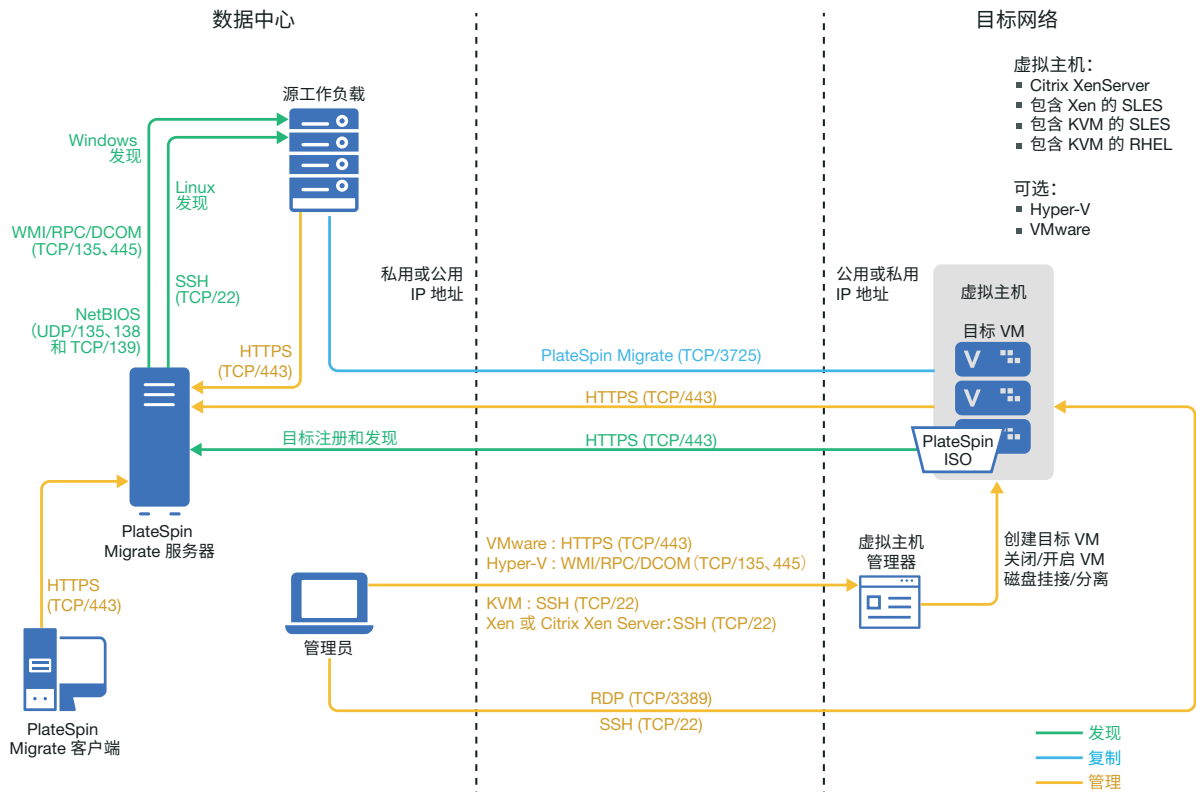 数据中心
目标网络
虚拟主机：
Citrix XenServer
包含 Xen 的 SLES
包含 KVM 的 SLES
包含 KVM 的 RHEL
可选：
Hyper-V
VMware
源工作负载
Windows
发现
Linux
发现
WMI/RPC/DCOM
(TCP/135、445)
SSH
(TCP/22)
NetBIOS
（UDP/135、138
和 TCP/139)
HTTPS
(TCP/443)
私用或公用
IP 地址
公用或私用
IP 地址
虚拟主机
目标 VM
V
V
PlateSpin
ISO
PlateSpin Migrate (TCP/3725)
HTTPS (TCP/443)
目标注册和发现
HTTPS (TCP/443)
PlateSpin
Migrate 服务器
HTTPS
(TCP/443)
PlateSpin
Migrate 客户端
管理员
VMware : HTTPS (TCP/443)
Hyper-V : WMI/RPC/DCOM（TCP/135、445）
KVM : SSH (TCP/22)
Xen 或 Citrix Xen Server：SSH (TCP/22)
虚拟主机
管理器
创建目标 VM
关闭/开启 VM
磁盘挂接/分离
RDP (TCP/3389)
SSH (TCP/22)
发现
复制
管理